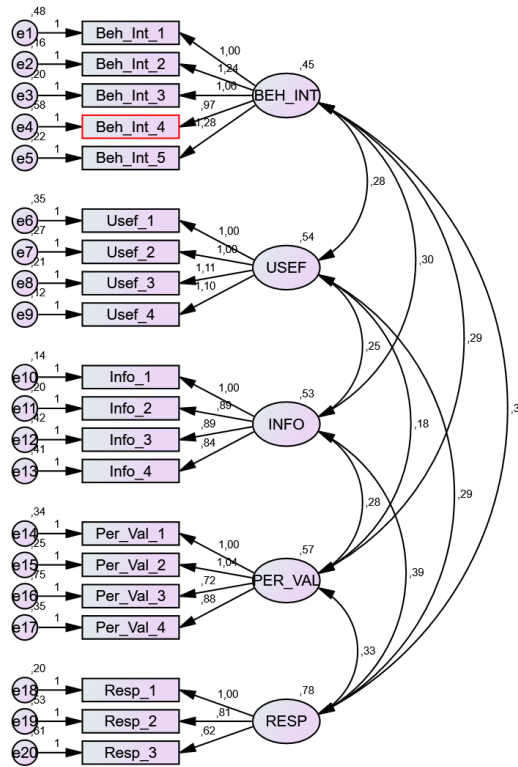 ,48
e1 1 Beh_Int_1
,16
e2 1 Beh_Int_2
,20
e3 1 Beh_Int_3
,58
e4 1 Beh_Int_4
,22
e5 1 Beh_Int_5
1,00
1,24
1,06
,97
1,28
,45
BEH_INT
,28
,35
e6 1 Usef_1
,27
e7 1 Usef_2
,21
e8 1 Usef_3
,12
e9 1 Usef_4
1,00
1,00
1,11
1,10
,54
USEF
,30
,25
,29
,14
e10 1 Info_1
,20
e11 1 Info_2
,42
e12 1 Info_3
,41
e13 1 Info_4
1,00
,89
,89
,84
,53
INFO
,18
,3
,28
,29
,34
e14 1 Per_Val_1
,25
e15 1 Per_Val_2
,75
e16 1 Per_Val_3
,35
e17 1 Per_Val_4
1,00
1,04
,72
,88
,57
PER_VAL
,39
,33
,20
e18 1 Resp_1
,53
e19 1 Resp_2
,61
e20 1 Resp_3
1,00
,81
,62
,78
RESP